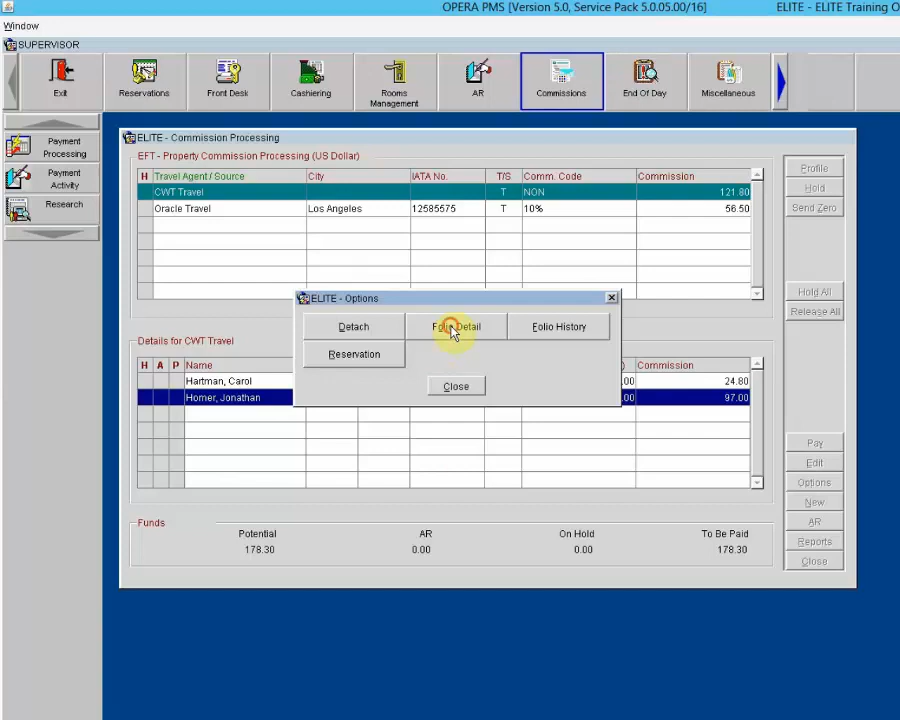 OPERA PMS [Version 5.0, Service Pack 5.0.05.00/16] ELITE - ELITE Training O
Window
SUPERVISOR
Exit Reservations Front Desk Cashiering Rooms Management AR Commissions End Of Day Miscellaneous
Payment Processing
Payment Activity
Research
ELITE - Commission Processing
EFT - Property Commission Processing (US Dollar)
H Travel Agent / Source City IATA No. T/S Comm. Code Commission
CWT Travel T NON 121.80
Oracle Travel Los Angeles 12585575 T 10% 56.50
Profile
Hold
Send Zero
Hold All
Release All
ELITE - Options
Detach Folio Detail Folio History
Reservation
Close
Details for CWT Travel
H A P Name ) Commission
Hartman, Carol .00 24.80
Homer, Jonathan .00 97.00
Pay
Edit
Options
New
AR
Reports
Close
Funds
Potential AR On Hold To Be Paid
178.30 0.00 0.00 178.30